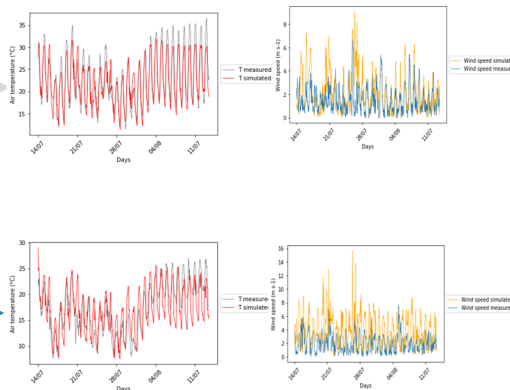 35
30
25
20
15
Air temperature (°C)
14/07
21/07
28/07
04/08
11/07
Days
T measured
T simulated
8
6
4
2
0
Wind speed (m s-1)
14/07
21/07
28/07
04/08
11/07
Days
Wind speed simulat
Wind speed measur
30
25
20
15
10
Air temperature (°C)
14/07
21/07
28/07
04/08
11/07
Days
T measure
T simulate
16
14
12
10
8
6
4
2
0
Wind speed (m s-1)
14/07
21/07
28/07
04/08
11/07
Days
Wind speed simulate
Wind speed measure